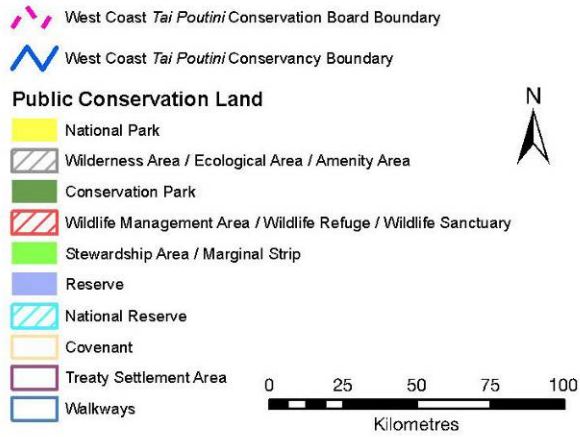 West Coast Tai Poutini Conservation Board Boundary
West Coast Tai Poutini Conservancy Boundary
Public Conservation Land
National Park
Wilderness Area / Ecological Area / Amenity Area
Conservation Park
Wildlife Management Area / Wildlife Refuge / Wildlife Sanctuary
Stewardship Area / Marginal Strip
Reserve
National Reserve
Covenant
Treaty Settlement Area
Walkways
N
0 25 50 75 100
Kilometres